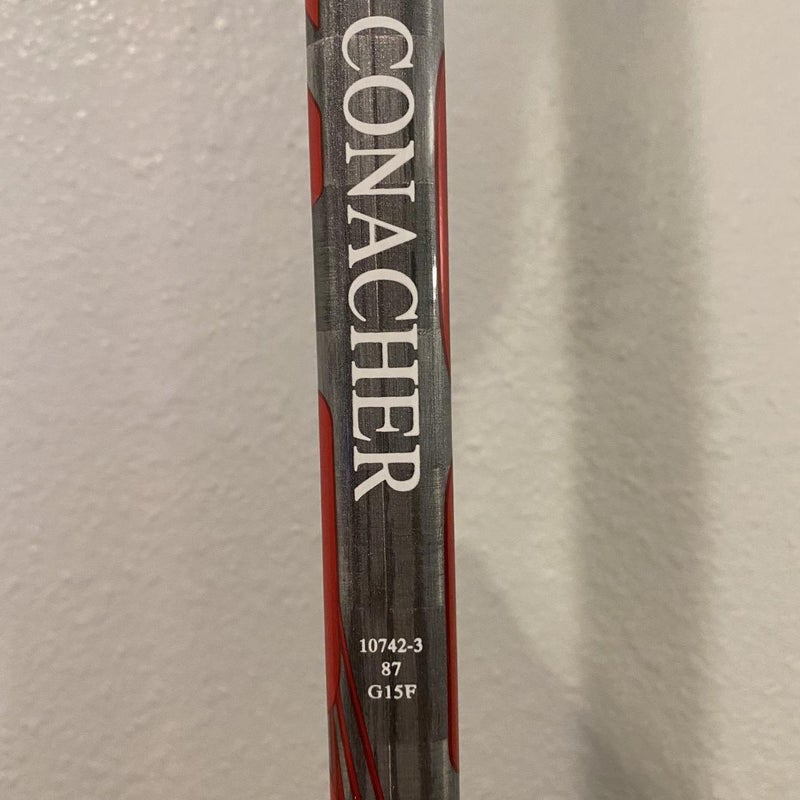 CONACHER
10742-3
87
G15F